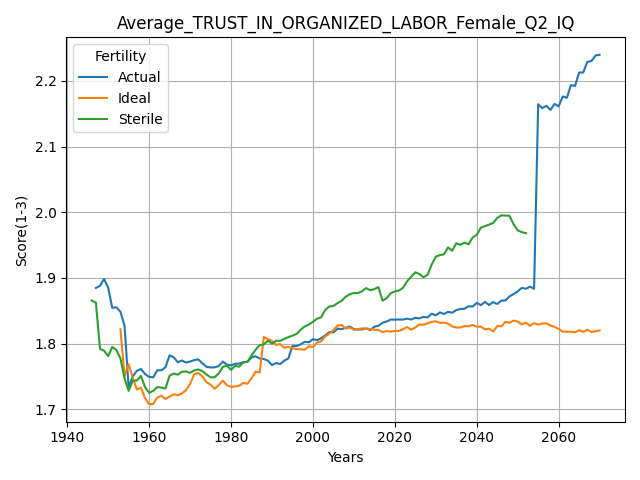 Average_TRUST_IN_ORGANIZED_LABOR_Female_Q2_IQ
Fertility
Actual
Ideal
Sterile
Score(1-3)
2.2
2.1
2.0
1.9
1.8
1.7
1940
1960
1980
2000
2020
2040
2060
Years